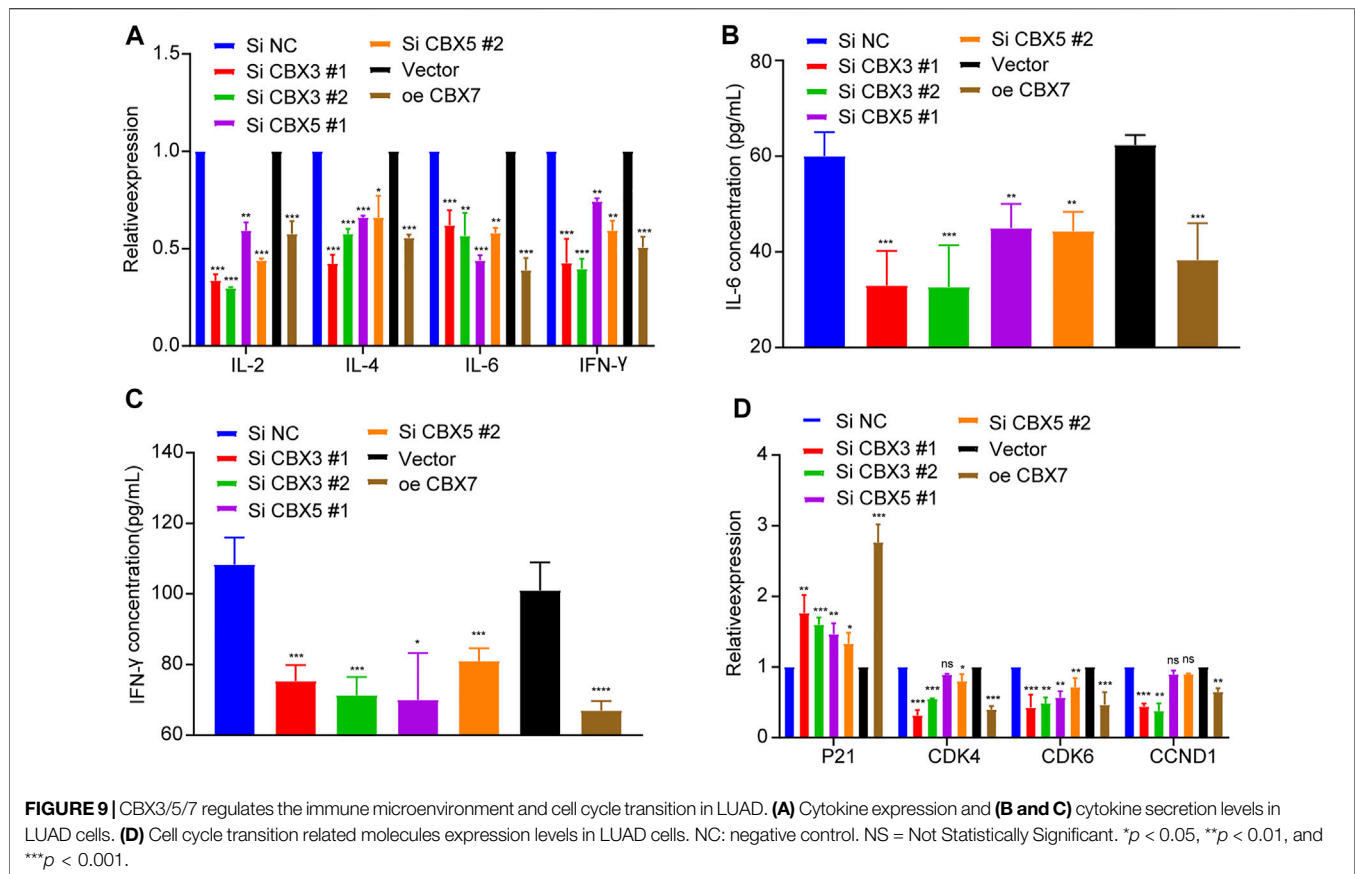 A
Si NC
Si CBX3 #1
Si CBX3 #2
Si CBX5 #1
Si CBX5 #2
Vector
oe CBX7
Relativeexpression
1.5
1.0
0.5
0.0
*** *** ** *** ***
*** *** *** * ***
*** ** *** ** ***
*** *** ** ** ***
IL-2 IL-4 IL-6 IFN-γ
B
Si NC
Si CBX3 #1
Si CBX3 #2
Si CBX5 #1
Si CBX5 #2
Vector
oe CBX7
IL-6 concentration (pg/mL)
80
60
40
20
*** *** ** ** ***
C
Si NC
Si CBX3 #1
Si CBX3 #2
Si CBX5 #1
Si CBX5 #2
Vector
oe CBX7
IFN-γ concentration(pg/mL)
140
120
100
80
60
*** *** * *** ****
D
Si NC
Si CBX3 #1
Si CBX3 #2
Si CBX5 #1
Si CBX5 #2
Vector
oe CBX7
Relativeexpression
4
3
2
1
0
** *** ** * ***
*** *** ns * ***
*** ** ** ** ***
*** ** ns ns **
P21 CDK4 CDK6 CCND1
FIGURE 9 | CBX3/5/7 regulates the immune microenvironment and cell cycle transition in LUAD. (A) Cytokine expression and (B and C) cytokine secretion levels in
LUAD cells. (D) Cell cycle transition related molecules expression levels in LUAD cells. NC: negative control. NS = Not Statistically Significant. *p < 0.05, **p < 0.01, and
***p < 0.001.